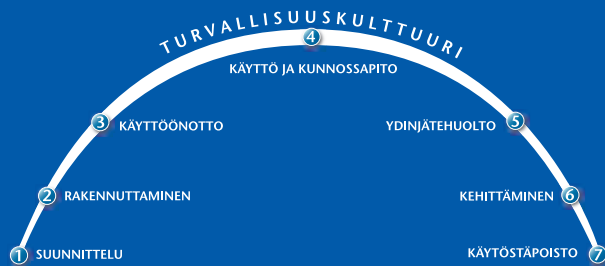 TURVALLISUUSKULTTUURI
4
KÄYTTÖ JA KUNNOSSAPITO
3 KÄYTTÖÖNOTTO
YDINJÄTEHUOLTO 5
2 RAKENNUTTAMINEN
KEHITTÄMINEN 6
1 SUUNNITTELU
KÄYTÖSTÄPOISTO 7